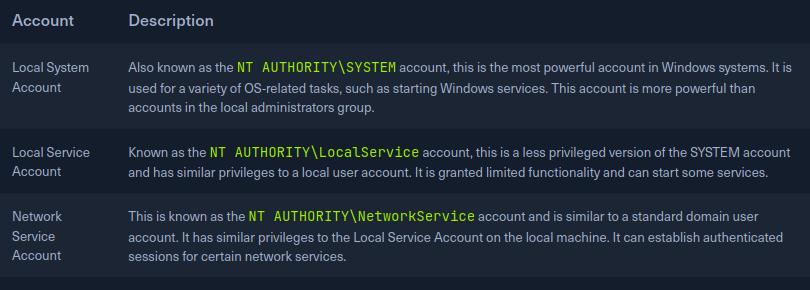 Account Description
Local System Account
Also known as the NT AUTHORITY\SYSTEM account, this is the most powerful account in Windows systems. It is
used for a variety of OS-related tasks, such as starting Windows services. This account is more powerful than
accounts in the local administrators group.
Local Service Account
Known as the NT AUTHORITY\LocalService account, this is a less privileged version of the SYSTEM account
and has similar privileges to a local user account. It is granted limited functionality and can start some services.
Network Service Account
This is known as the NT AUTHORITY\NetworkService account and is similar to a standard domain user
account. It has similar privileges to the Local Service Account on the local machine. It can establish authenticated
sessions for certain network services.